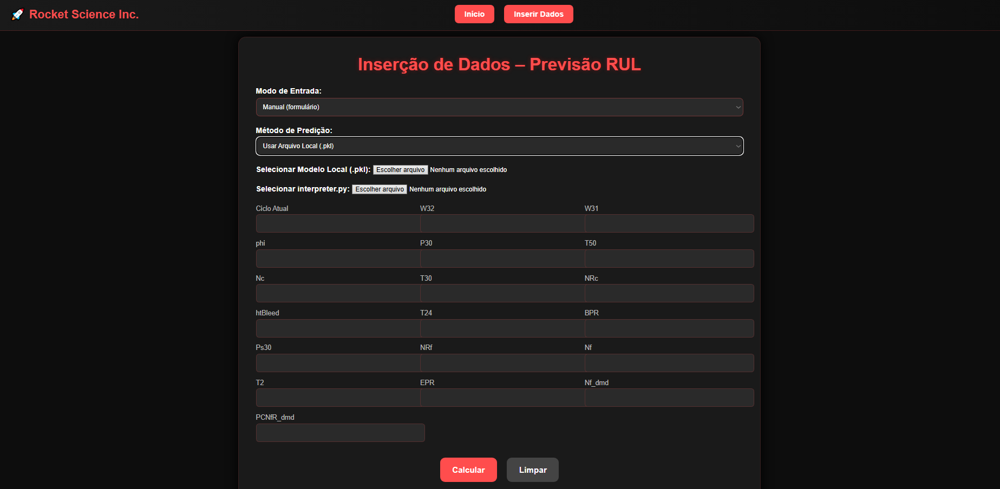 🚀 Rocket Science Inc.
Início Inserir Dados
Inserção de Dados – Previsão RUL
Modo de Entrada:
Manual (formulário)
Método de Predição:
Usar Arquivo Local (.pkl)
Selecionar Modelo Local (.pkl): Escolher arquivo Nenhum arquivo escolhido
Selecionar interpreter.py: Escolher arquivo Nenhum arquivo escolhido
Ciclo Atual W32 W31
phi P30 T50
Nc T30 NRc
htBleed T24 BPR
Ps30 NRf Nf
T2 EPR Nf_dmd
PCNfR_dmd
Calcular Limpar